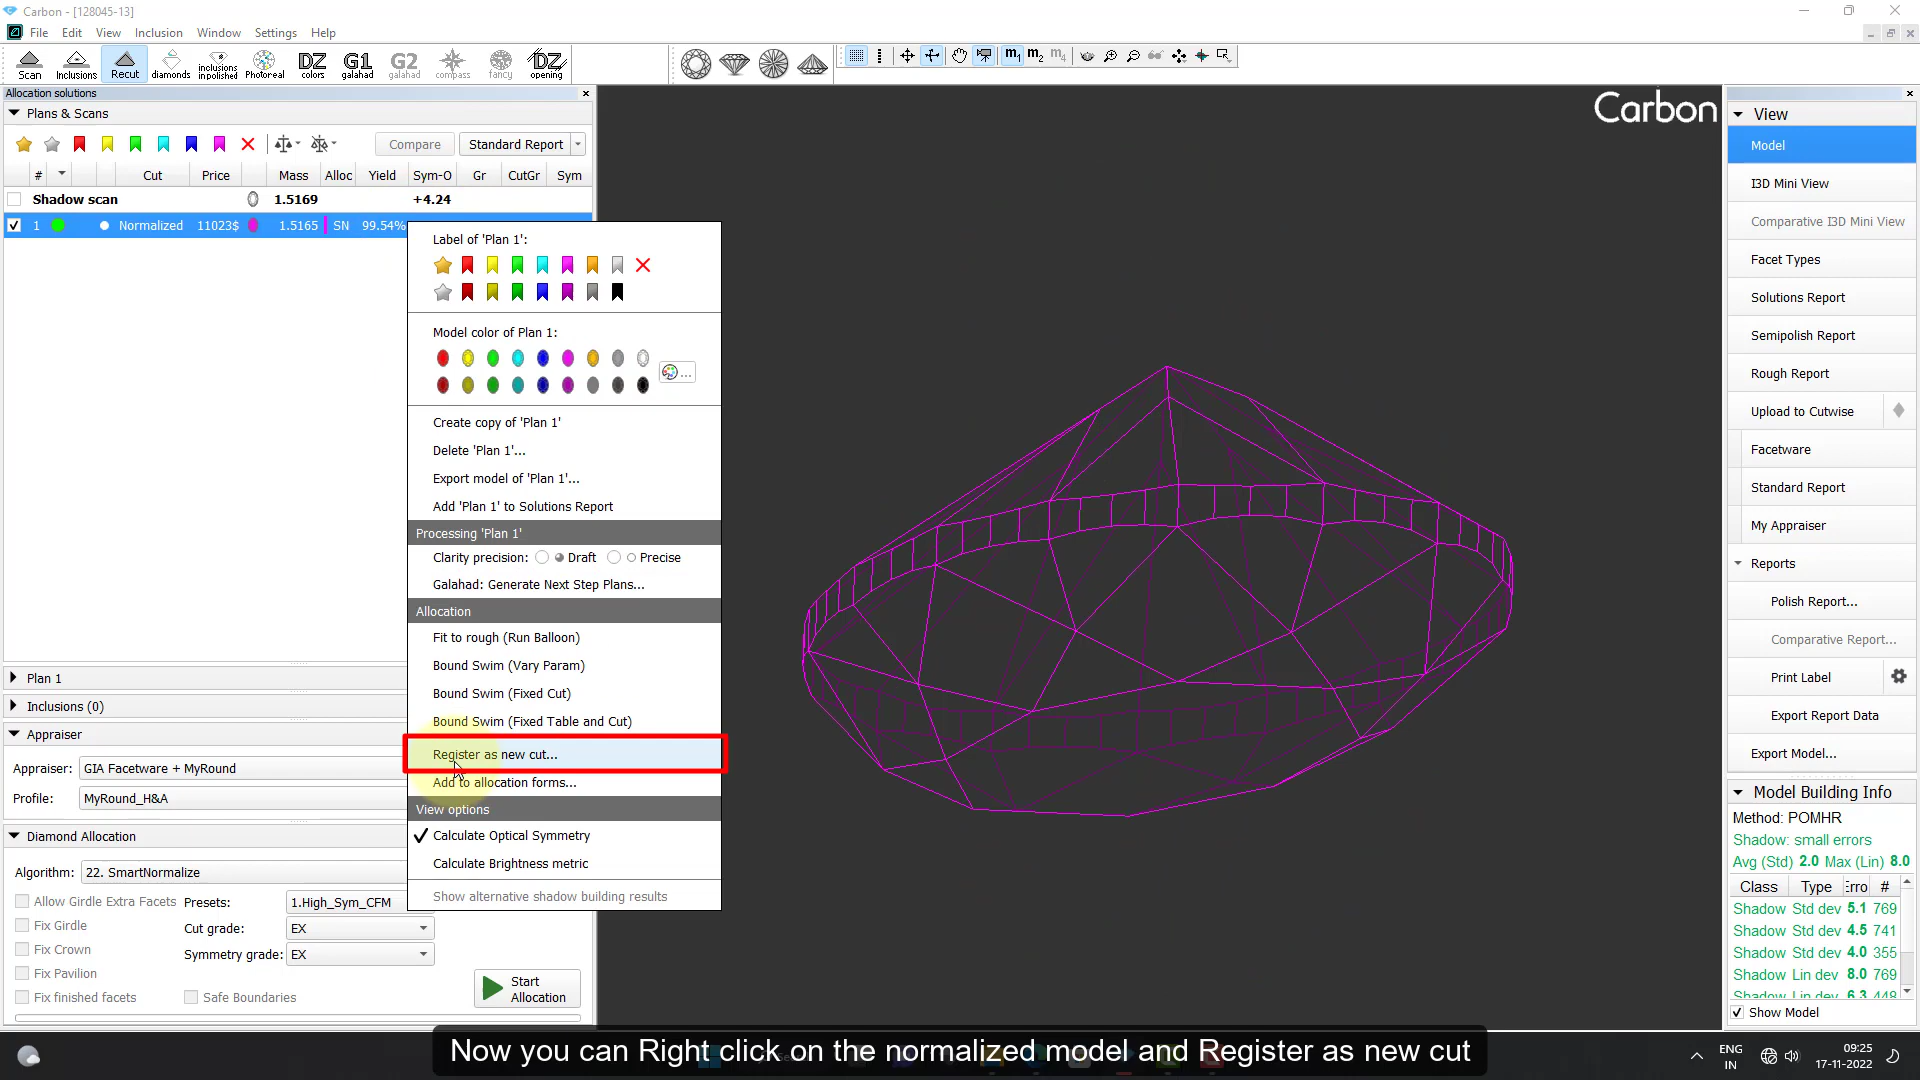 Carbon - [128045-13]
File Edit View Inclusion Window Settings Help
Scan Inclusions Recut diamonds inclusions inpolished Photoreal DZ colors G1 galahad G2 galahad compass fancy DZ opening m1 m2 m4
Allocation solutions
Plans & Scans
Compare Standard Report
# Cut Price Mass Alloc Yield Sym-O Gr CutGr Sym
Shadow scan 1.5169 +4.24
1 Normalized 11023$ 1.5165 SN 99.54%
Label of 'Plan 1':
Model color of Plan 1:
...
Create copy of 'Plan 1'
Delete 'Plan 1'...
Export model of 'Plan 1'...
Add 'Plan 1' to Solutions Report
Processing 'Plan 1'
Clarity precision: Draft Precise
Galahad: Generate Next Step Plans...
Allocation
Fit to rough (Run Balloon)
Bound Swim (Vary Param)
Bound Swim (Fixed Cut)
Bound Swim (Fixed Table and Cut)
Register as new cut...
Add to allocation forms...
View options
Calculate Optical Symmetry
Calculate Brightness metric
Show alternative shadow building results
Plan 1
Inclusions (0)
Appraiser
Appraiser: GIA Facetware + MyRound
Profile: MyRound_H&A
Diamond Allocation
Algorithm: 22. SmartNormalize
Allow Girdle Extra Facets Presets: 1.High_Sym_CFM
Fix Girdle Cut grade: EX
Fix Crown Symmetry grade: EX
Fix Pavilion
Fix finished facets Safe Boundaries
Start Allocation
Carbon
View
Model
I3D Mini View
Comparative I3D Mini View
Facet Types
Solutions Report
Semipolish Report
Rough Report
Upload to Cutwise
Facetware
Standard Report
My Appraiser
Reports
Polish Report...
Comparative Report...
Print Label
Export Report Data
Export Model...
Model Building Info
Method: POMHR
Shadow: small errors
Avg (Std) 2.0 Max (Lin) 8.0
Class Type Erro #
Shadow Std dev 5.1 769
Shadow Std dev 4.5 741
Shadow Std dev 4.0 355
Shadow Lin dev 8.0 769
Shadow Lin dev 6.3 448
Show Model
Now you can Right click on the normalized model and Register as new cut
ENG IN
09:25
17-11-2022